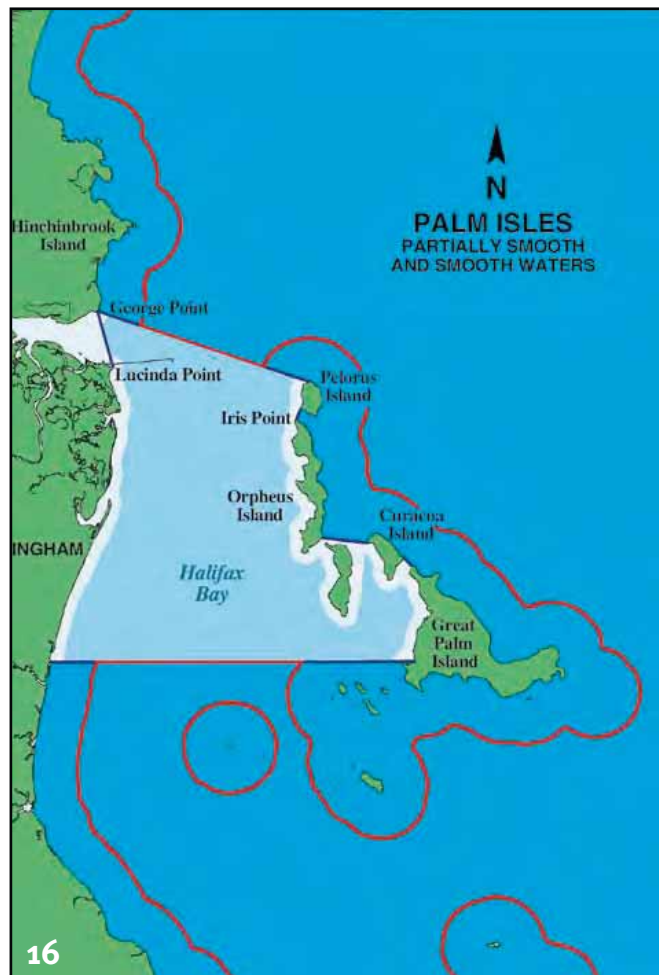 N
PALM ISLES
PARTIALLY SMOOTH
AND SMOOTH WATERS
Hinchinbrook
Island
George Point
Lucinda Point
Pelorus
Island
Iris Point
Orpheus
Island
Curacoa
Island
INGHAM
Halifax
Bay
Great
Palm
Island
16